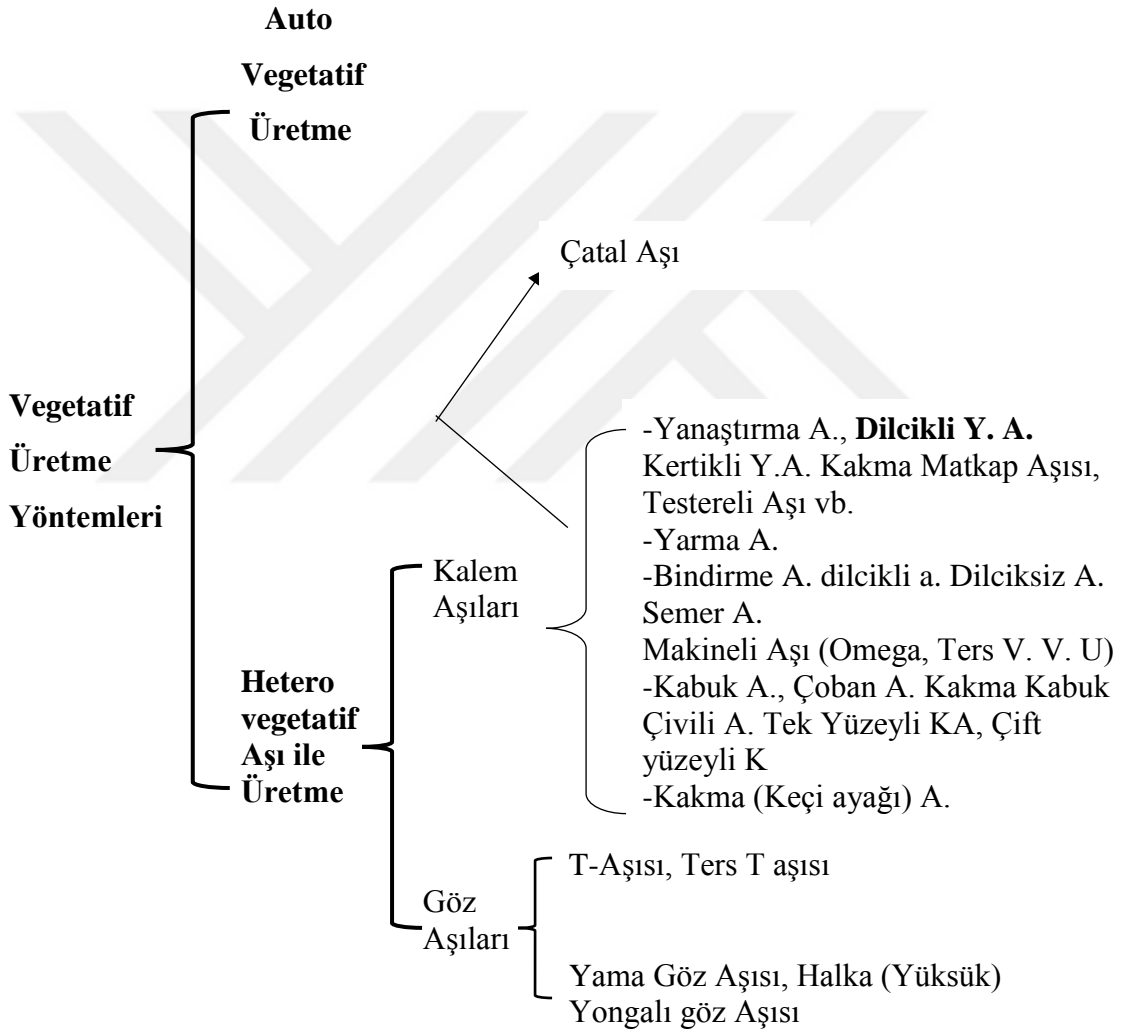 Auto
Vegetatif
Üretme
Çatal Aşı
Vegetatif
Üretme
Yöntemleri
-Yanaştırma A., Dilcikli Y. A.
Kertikli Y.A. Kakma Matkap Aşısı,
Testereli Aşı vb.
-Yarma A.
-Bindirme A. dilcikli a. Dilciksiz A.
Semer A.
Makineli Aşı (Omega, Ters V. V. U)
-Kabuk A., Çoban A. Kakma Kabuk
Çivili A. Tek Yüzeyli KA, Çift
yüzeyli K
-Kakma (Keçi ayağı) A.
Kalem
Aşıları
Hetero
vegetatif
Aşı ile
Üretme
T-Aşısı, Ters T aşısı
Göz
Aşıları
Yama Göz Aşısı, Halka (Yüksük)
Yongalı göz Aşısı